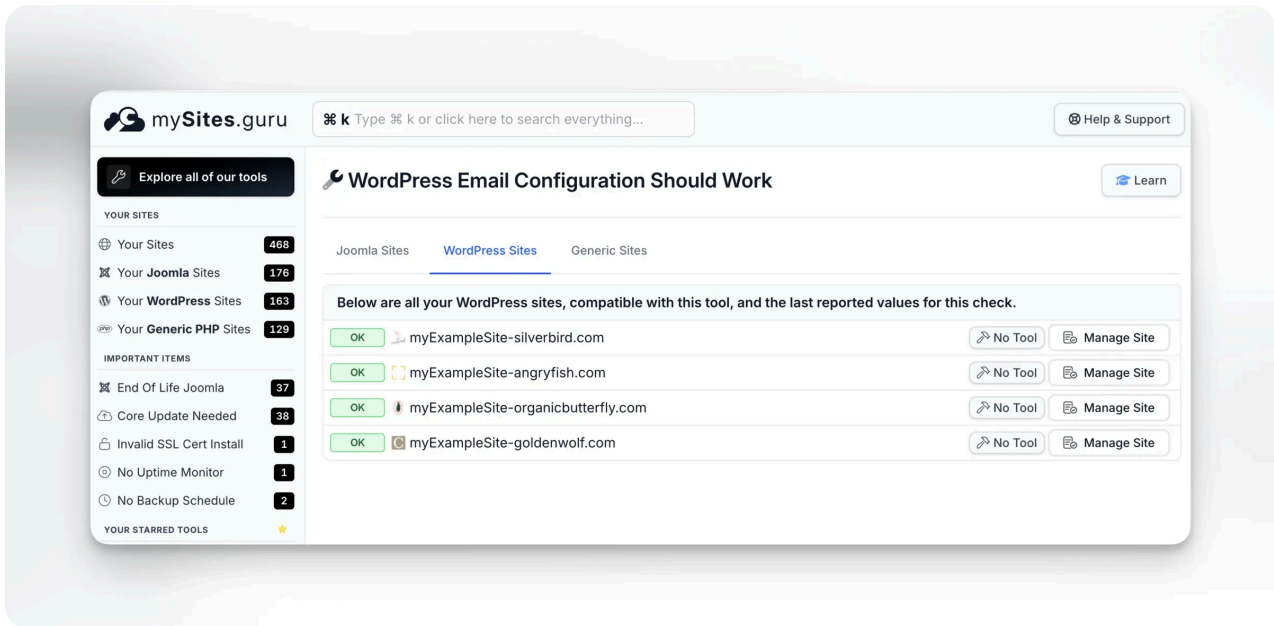 mySites.guru
⌘ k Type ⌘ k or click here to search everything...
Help & Support
Explore all of our tools
YOUR SITES
Your Sites 468
Your Joomla Sites 176
Your WordPress Sites 163
Your Generic PHP Sites 129
IMPORTANT ITEMS
End Of Life Joomla 37
Core Update Needed 38
Invalid SSL Cert Install 1
No Uptime Monitor 1
No Backup Schedule 2
YOUR STARRED TOOLS
WordPress Email Configuration Should Work
Learn
Joomla Sites WordPress Sites Generic Sites
Below are all your WordPress sites, compatible with this tool, and the last reported values for this check.
OK myExampleSite-silverbird.com No Tool Manage Site
OK myExampleSite-angryfish.com No Tool Manage Site
OK myExampleSite-organicbutterfly.com No Tool Manage Site
OK myExampleSite-goldenwolf.com No Tool Manage Site